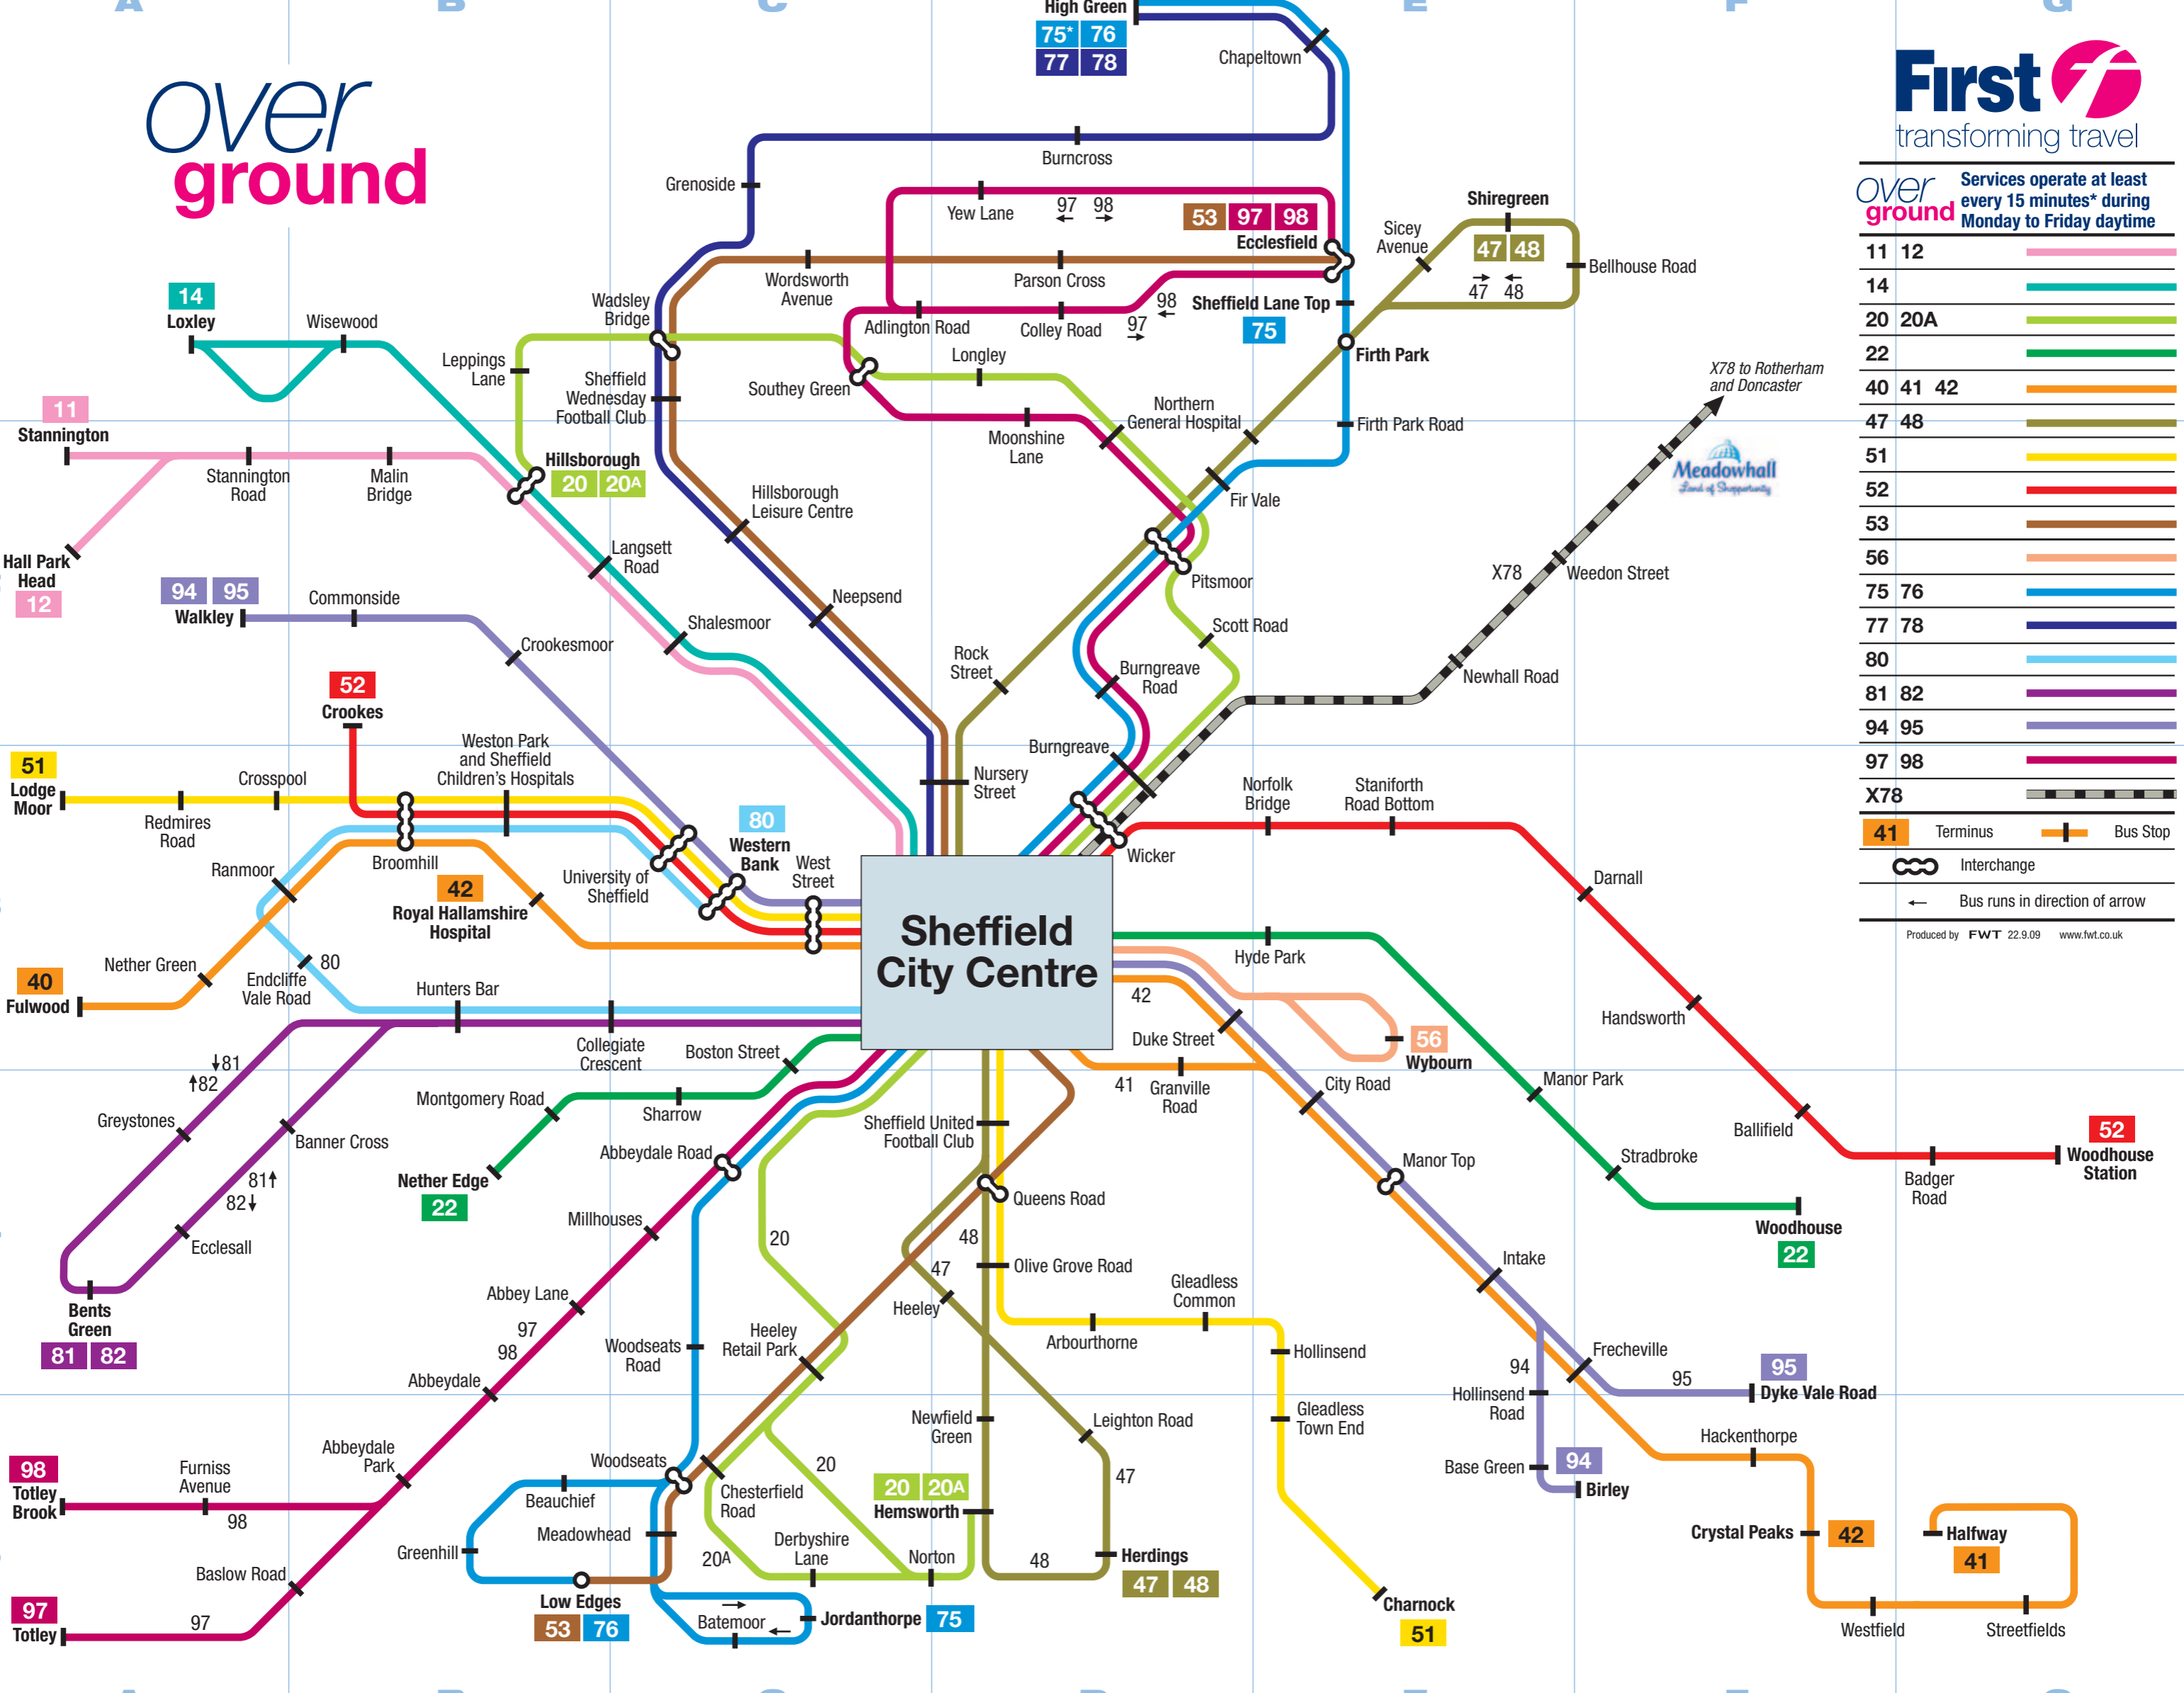 A B C D E F G
over
ground
High Green
75* 76
77 78
Chapeltown
First
transforming travel
over
ground
Services operate at least
every 15 minutes* during
Monday to Friday daytime
11 12
14
20 20A
22
40 41 42
47 48
51
52
53
56
75 76
77 78
80
81 82
94 95
97 98
X78
41 Terminus
Bus Stop
Interchange
← Bus runs in direction of arrow
Produced by FWT 22.9.09 www.fwt.co.uk
Burncross
Grenoside
Yew Lane
97 98
← →
53 97 98
Ecclesfield
Wordsworth
Avenue
Parson Cross
Sicey
Avenue
Shiregreen
47 48
→ ←
47 48
Bellhouse Road
Wadsley
Bridge
Adlington Road
Colley Road
98
←
97
→
Sheffield Lane Top
75
Firth Park
14
Loxley
Wisewood
Leppings
Lane
Sheffield
Wednesday
Football Club
Southey Green
Longley
Moonshine
Lane
Northern
General Hospital
Firth Park Road
X78 to Rotherham
and Doncaster
Meadowhall
Land of Shoppertunity
11
Stannington
Stannington
Road
Malin
Bridge
Hillsborough
20 20A
Hillsborough
Leisure Centre
Fir Vale
Hall Park
Head
12
Langsett
Road
Pitsmoor
X78
Weedon Street
94 95
Walkley
Commonside
Crookesmoor
Shalesmoor
Neepsend
Rock
Street
Scott Road
Burngreave
Road
Newhall Road
52
Crookes
Weston Park
and Sheffield
Children's Hospitals
Burngreave
Nursery
Street
51
Lodge
Moor
Crosspool
Redmires
Road
Norfolk
Bridge
Staniforth
Road Bottom
Ranmoor
Broomhill
80
Western
Bank
West
Street
Wicker
University of
Sheffield
42
Royal Hallamshire
Hospital
Darnall
Sheffield
City Centre
Hyde Park
40
Fulwood
Nether Green
Endcliffe
Vale Road
80
Hunters Bar
Collegiate
Crescent
42
Duke Street
56
Wybourn
Handsworth
↓81
↑82
Boston Street
Montgomery Road
Sharrow
41
Granville
Road
City Road
Manor Park
Greystones
Banner Cross
Abbeydale Road
Sheffield United
Football Club
Ballifield
52
Woodhouse
Station
Badger
Road
81↑
82↓
Nether Edge
22
Ecclesall
Millhouses
Queens Road
Manor Top
Stradbroke
Woodhouse
22
20
48
47
Olive Grove Road
Heeley
Gleadless
Common
Arbourthorne
Intake
Bents
Green
81 82
Abbey Lane
97
98
Woodseats
Road
Heeley
Retail Park
Hollinsend
Frecheville
94
95
95
Dyke Vale Road
Hollinsend
Road
Abbeydale
Newfield
Green
Leighton Road
Gleadless
Town End
Hackenthorpe
98
Totley
Brook
Furniss
Avenue
98
Abbeydale
Park
Woodseats
Beauchief
Chesterfield
Road
20
20 20A
Hemsworth
47
Base Green
94
Birley
Crystal Peaks
42
Halfway
41
Greenhill
Meadowhead
20A
Derbyshire
Lane
Norton
48
Herdings
47 48
Baslow Road
97
Totley
97
Low Edges
53 76
→
Batemoor
←
Jordanthorpe 75
Charnock
51
Westfield
Streetfields
A B C D E F G